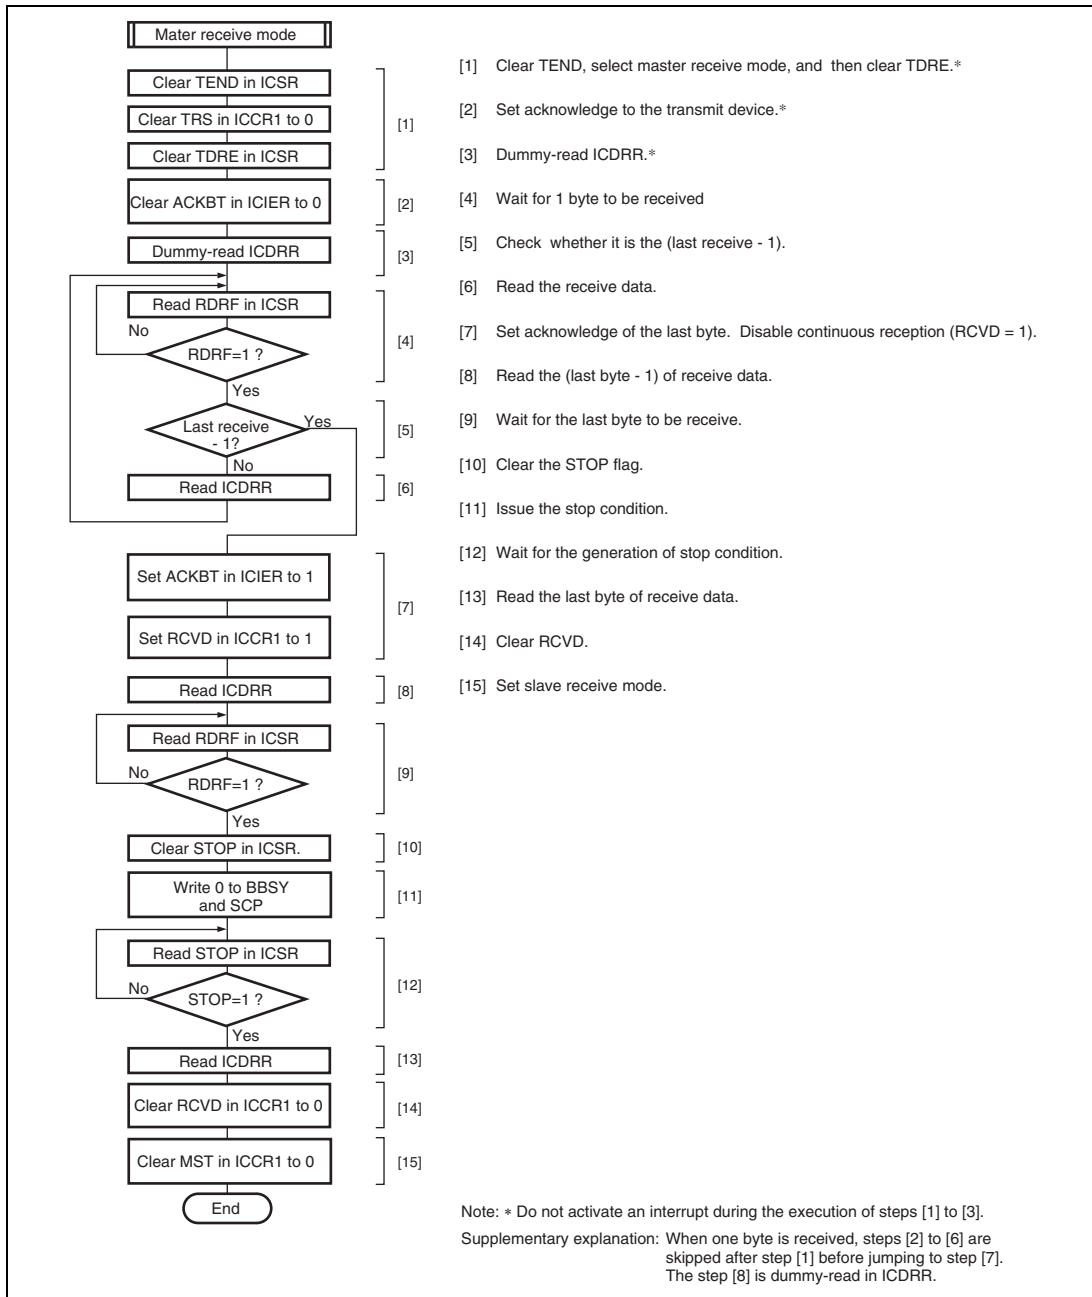 Mater receive mode
Clear TEND in ICSR
Clear TRS in ICCR1 to 0
[1]
Clear TDRE in ICSR
Clear ACKBT in ICIER to 0
[2]
Dummy-read ICDRR
[3]
Read RDRF in ICSR
No
RDRF=1 ?
[4]
Yes
Last receive
- 1?
Yes
[5]
No
Read ICDRR
[6]
Set ACKBT in ICIER to 1
[7]
Set RCVD in ICCR1 to 1
Read ICDRR
[8]
Read RDRF in ICSR
No
RDRF=1 ?
[9]
Yes
Clear STOP in ICSR.
[10]
Write 0 to BBSY
and SCP
[11]
Read STOP in ICSR
No
STOP=1 ?
[12]
Yes
Read ICDRR
[13]
Clear RCVD in ICCR1 to 0
[14]
Clear MST in ICCR1 to 0
[15]
End
[1] Clear TEND, select master receive mode, and then clear TDRE.*
[2] Set acknowledge to the transmit device.*
[3] Dummy-read ICDRR.*
[4] Wait for 1 byte to be received
[5] Check whether it is the (last receive - 1).
[6] Read the receive data.
[7] Set acknowledge of the last byte. Disable continuous reception (RCVD = 1).
[8] Read the (last byte - 1) of receive data.
[9] Wait for the last byte to be receive.
[10] Clear the STOP flag.
[11] Issue the stop condition.
[12] Wait for the generation of stop condition.
[13] Read the last byte of receive data.
[14] Clear RCVD.
[15] Set slave receive mode.
Note: * Do not activate an interrupt during the execution of steps [1] to [3].
Supplementary explanation: When one byte is received, steps [2] to [6] are
skipped after step [1] before jumping to step [7].
The step [8] is dummy-read in ICDRR.